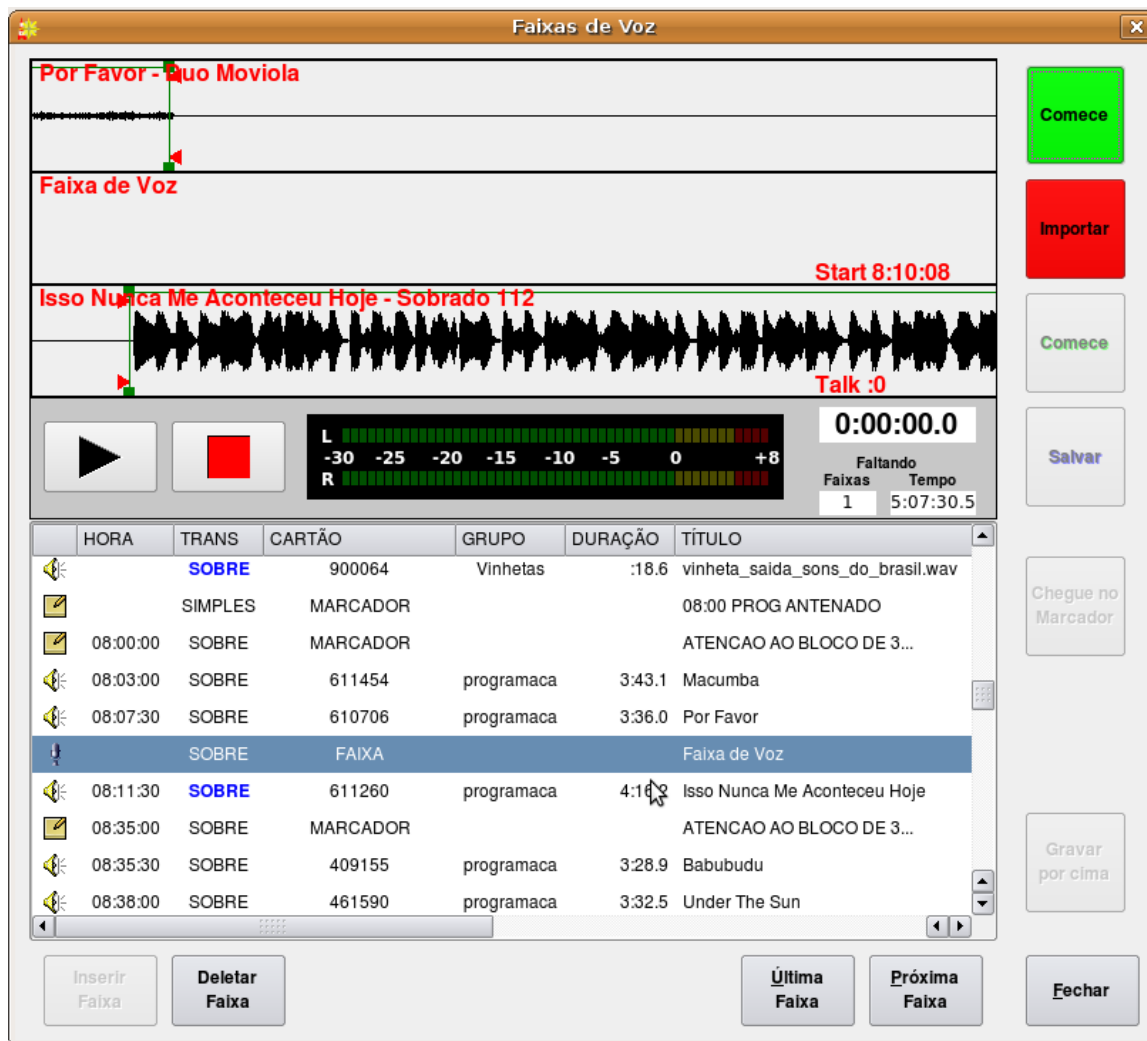 Faixas de Voz
Por Favor - Duo Moviola
Comece
Faixa de Voz
Importar
Start 8:10:08
Isso Nunca Me Aconteceu Hoje - Sobrado 112
Comece
Talk :0
L
-30 -25 -20 -15 -10 -5 0 +8
R
0:00:00.0
Faltando
Faixas Tempo
1 5:07:30.5
Salvar
HORA TRANS CARTÃO GRUPO DURAÇÃO TÍTULO
SOBRE 900064 Vinhetas :18.6 vinheta_saida_sons_do_brasil.wav
SIMPLES MARCADOR 08:00 PROG ANTENADO
08:00:00 SOBRE MARCADOR ATENCAO AO BLOCO DE 3...
08:03:00 SOBRE 611454 programaca 3:43.1 Macumba
08:07:30 SOBRE 610706 programaca 3:36.0 Por Favor
SOBRE FAIXA Faixa de Voz
08:11:30 SOBRE 611260 programaca 4:16.2 Isso Nunca Me Aconteceu Hoje
08:35:00 SOBRE MARCADOR ATENCAO AO BLOCO DE 3...
08:35:30 SOBRE 409155 programaca 3:28.9 Babubudu
08:38:00 SOBRE 461590 programaca 3:32.5 Under The Sun
Chegue no
Marcador
Gravar
por cima
Inserir
Faixa
Deletar
Faixa
Última
Faixa
Próxima
Faixa
Fechar